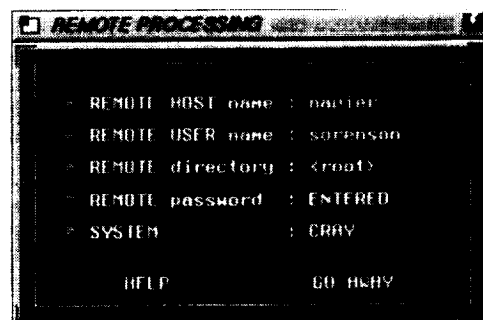 REMOTE PROCESSING
REMOTE HOST name : navier
REMOTE USER name : sorenson
REMOTE directory : <root>
REMOTE password : ENTERED
SYSTEM : CRAY
HELP GO AWAY